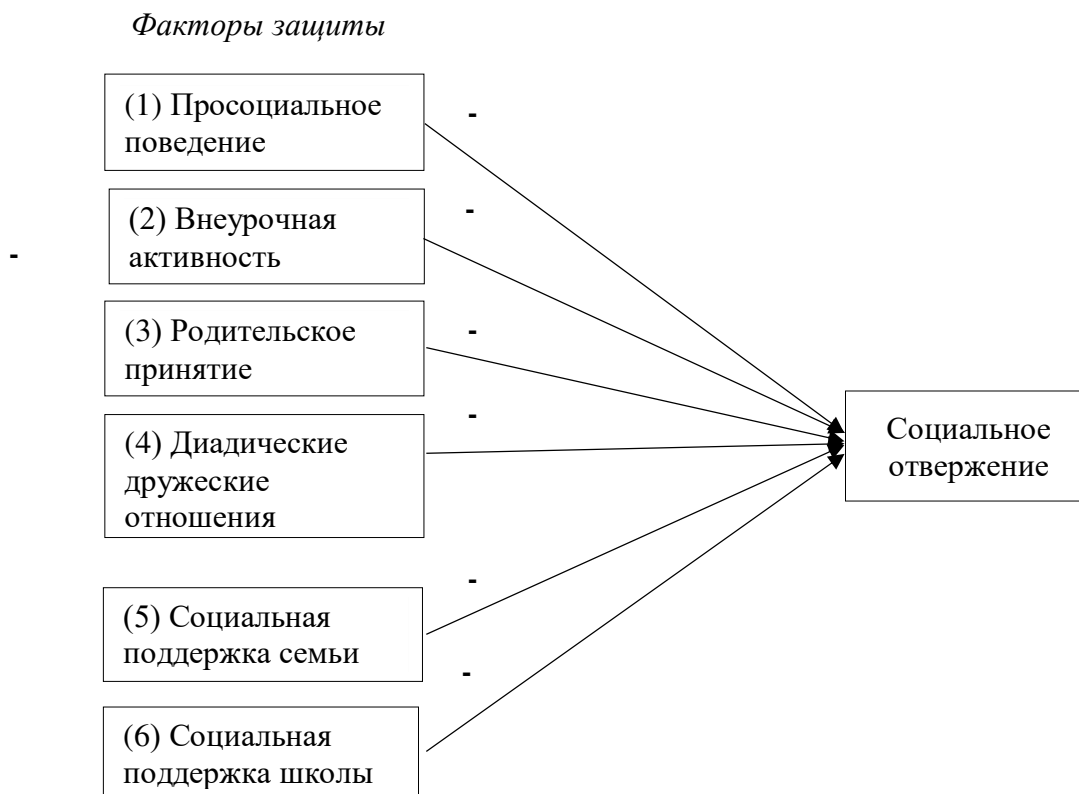 Факторы защиты
(1) Просоциальное
поведение
-
(2) Внеурочная
активность
-
-
(3) Родительское
принятие
-
(4) Диадические
дружеские
отношения
-
Социальное
отвержение
(5) Социальная
поддержка семьи
-
(6) Социальная
поддержка школы
-